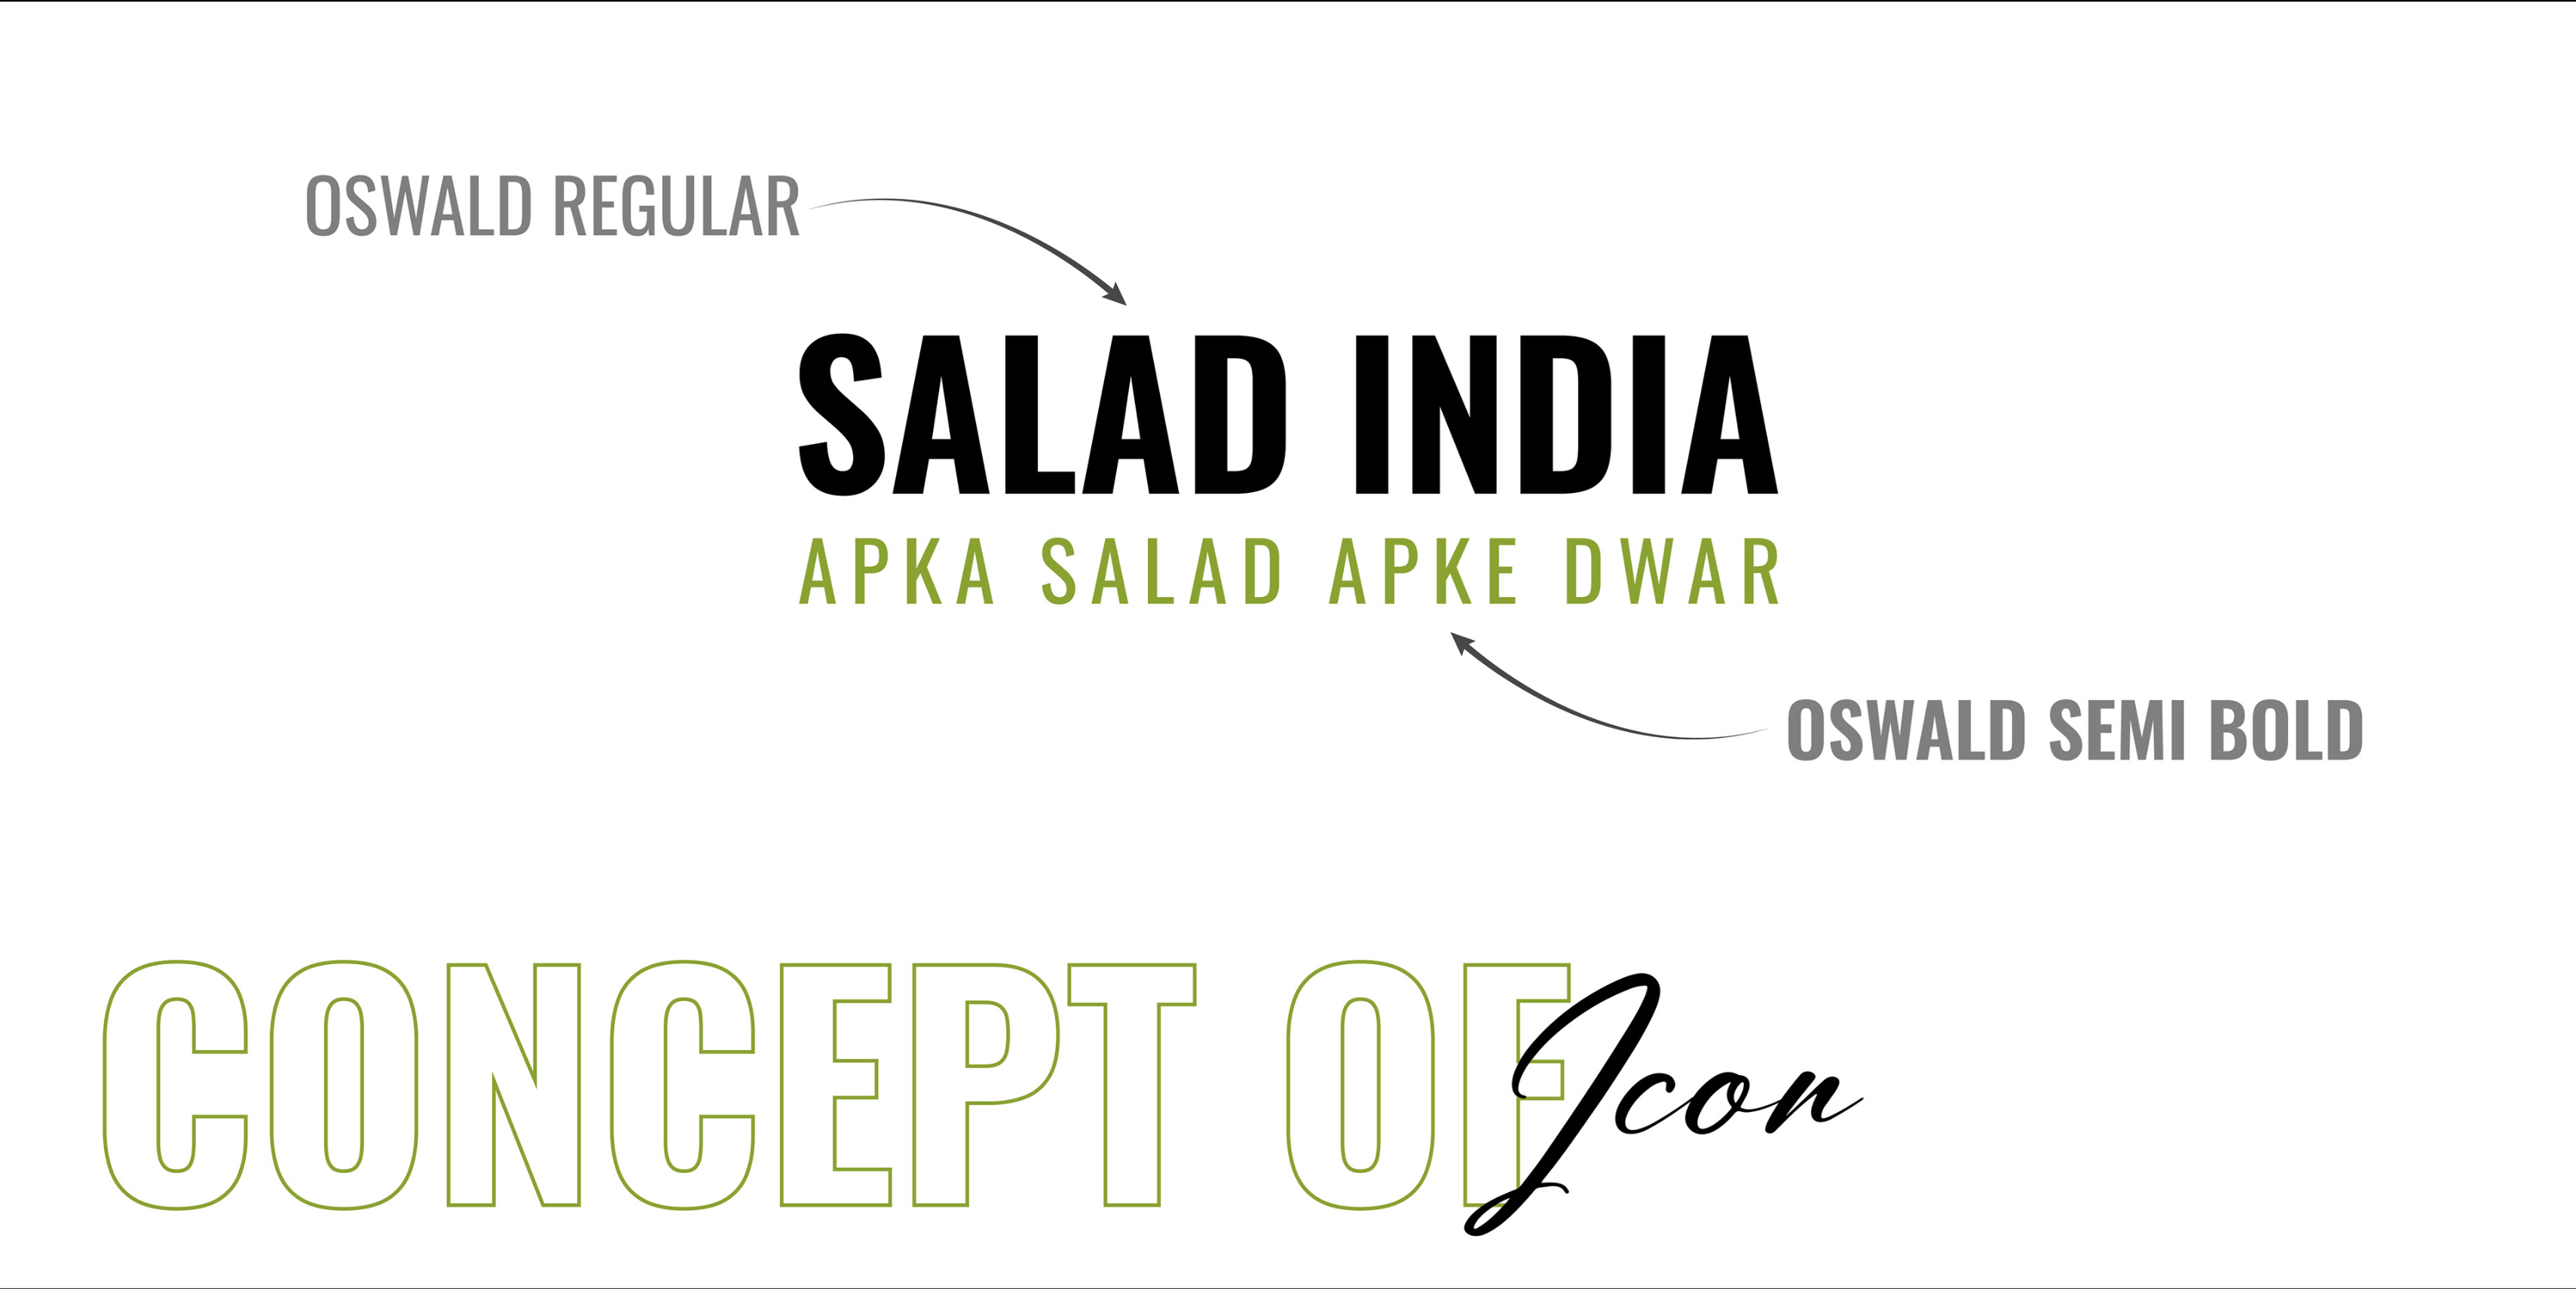 OSWALD REGULAR
SALAD INDIA
APKA SALAD APKE DWAR
OSWALD SEMI BOLD
CONCEPT OF Icon